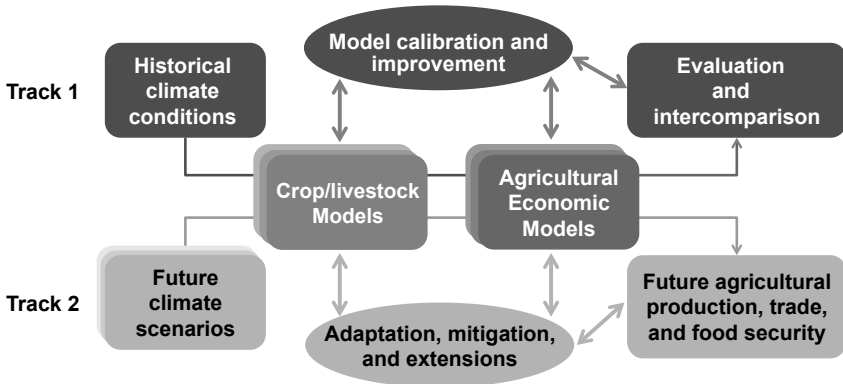 Track 1
Historical
climate
conditions
Model calibration and
improvement
Evaluation
and
intercomparison
Crop/livestock
Models
Agricultural
Economic
Models
Track 2
Future
climate
scenarios
Adaptation, mitigation,
and extensions
Future agricultural
production, trade,
and food security